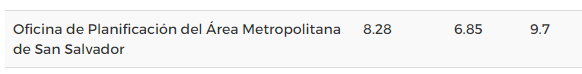 Oficina de Planificación del Área Metropolitana 8.28 6.85 9.7
de San Salvador